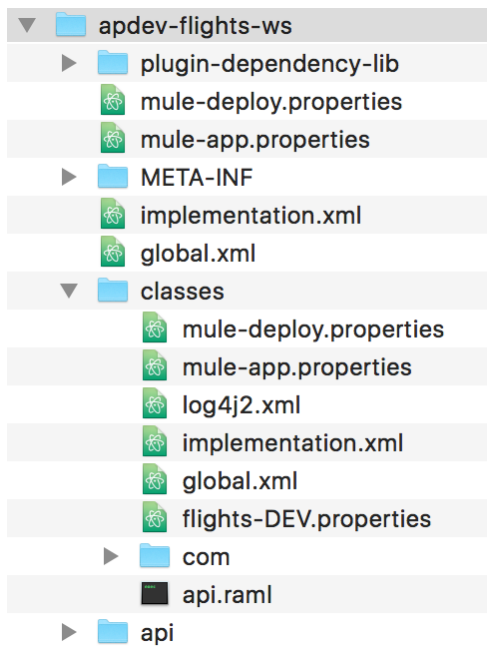 apdev-flights-ws
plugin-dependency-lib
mule-deploy.properties
mule-app.properties
META-INF
implementation.xml
global.xml
classes
mule-deploy.properties
mule-app.properties
log4j2.xml
implementation.xml
global.xml
flights-DEV.properties
com
api.raml
api